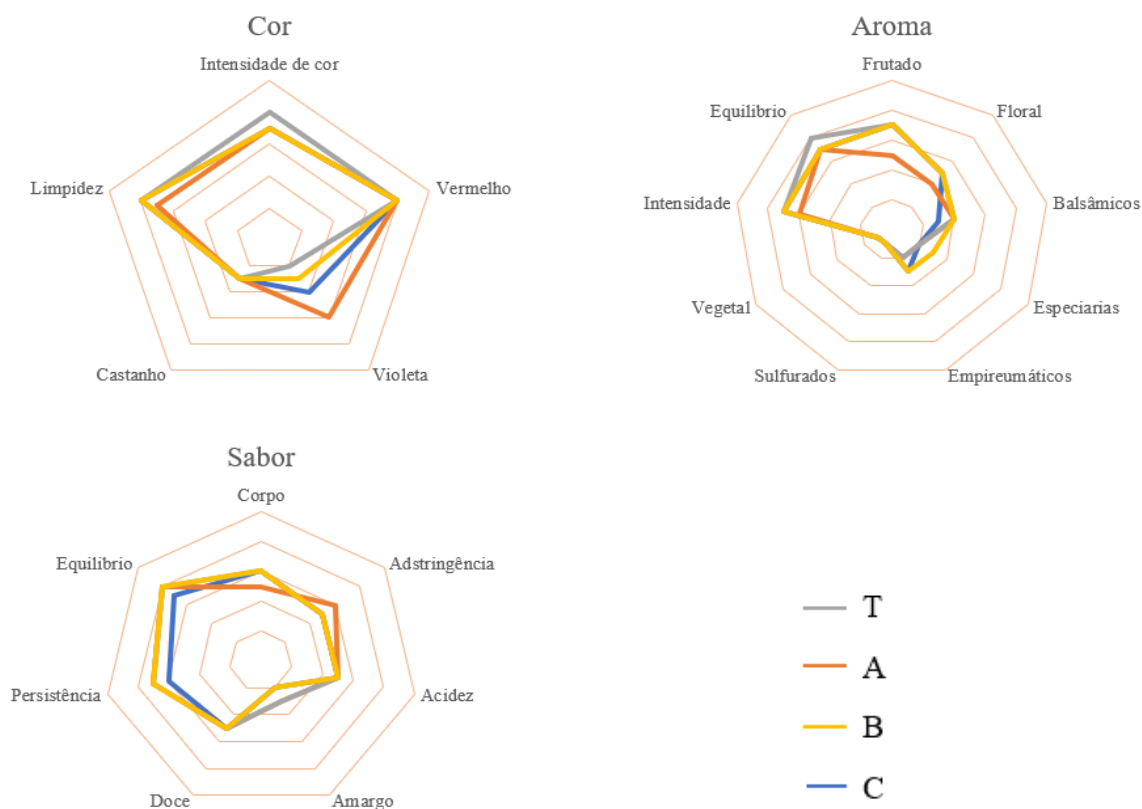 Cor
Intensidade de cor
Vermelho
Violeta
Castanho
Limpidez
Aroma
Frutado
Floral
Balsâmicos
Especiarias
Empireumáticos
Sulfurados
Vegetal
Intensidade
Equilibrio
Sabor
Corpo
Adstringência
Acidez
Amargo
Doce
Persistência
Equilibrio
T
A
B
C